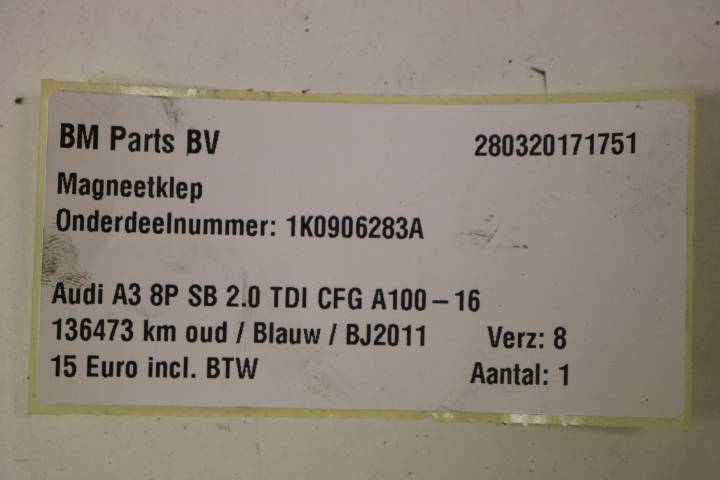 BM Parts BV 280320171751
Magneetklep
Onderdeelnummer: 1K0906283A
Audi A3 8P SB 2.0 TDI CFG A100 – 16
136473 km oud / Blauw / BJ2011 Verz: 8
15 Euro incl. BTW Aantal: 1